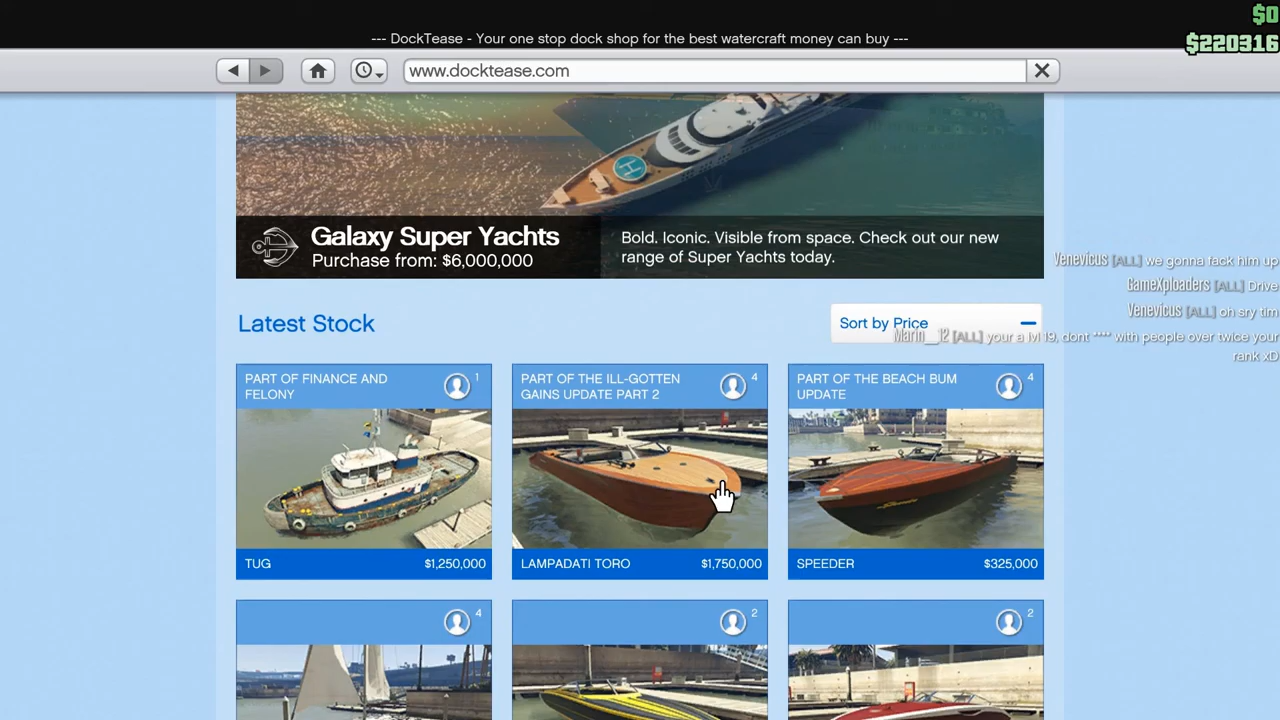 $0
$220316
--- DockTease - Your one stop dock shop for the best watercraft money can buy ---
www.docktease.com
H
Galaxy Super Yachts
Purchase from: $6,000,000
Bold. Iconic. Visible from space. Check out our new
range of Super Yachts today.
Venevicus [ALL] we gonna fack him up
GameXploaders [ALL] Drive
Venevicus [ALL] oh sry tim
Marin__12 [ALL] your a lvl 19, dont **** with people over twice your
rank xD
Latest Stock
Sort by Price
PART OF FINANCE AND
FELONY
1
PART OF THE ILL-GOTTEN
GAINS UPDATE PART 2
4
PART OF THE BEACH BUM
UPDATE
4
TUG
$1,250,000
LAMPADATI TORO
$1,750,000
SPEEDER
$325,000
4
2
2